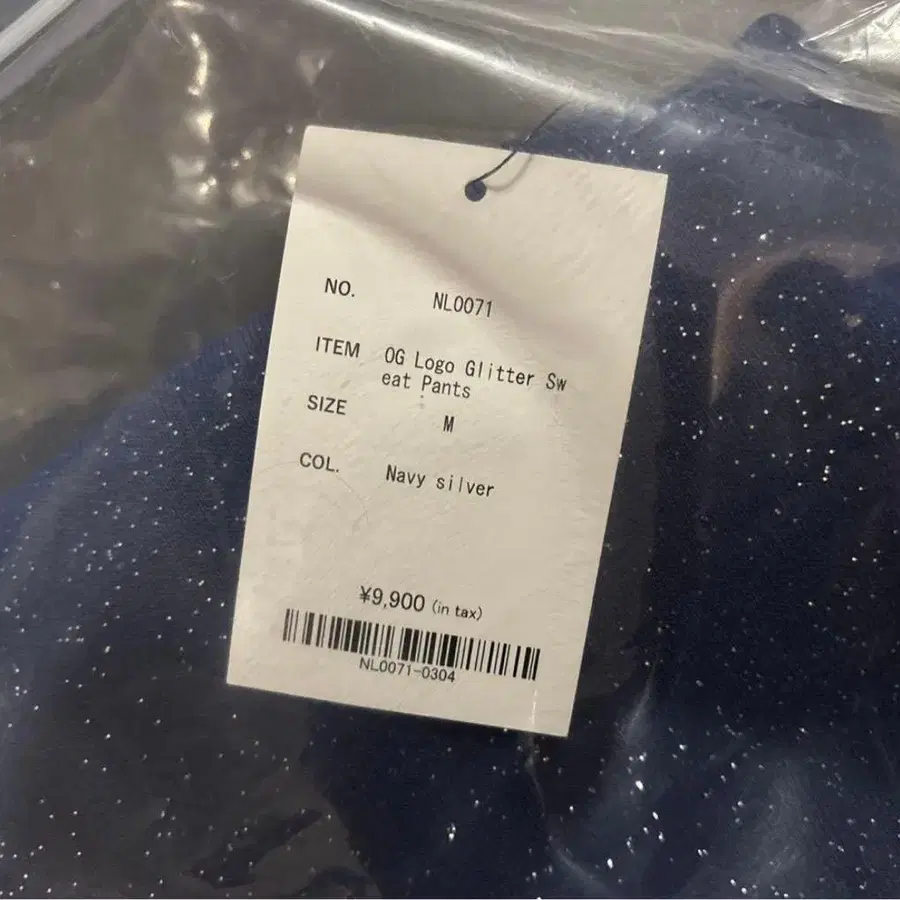 NO. NL0071
ITEM OG Logo Glitter Sw
eat Pants
SIZE M
COL. Navy silver
¥9,900 (in tax)
NL0071-0304